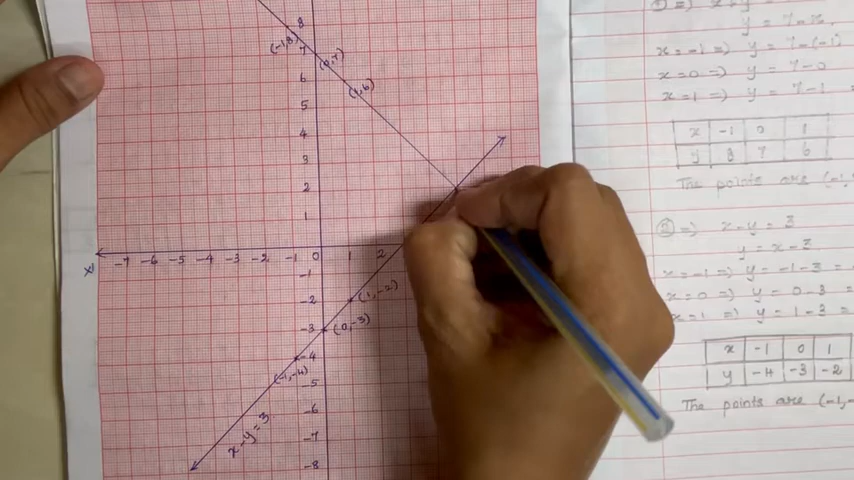 8
(-1,8)
7
(0,7)
6
(1,6)
5
4
3
2
1
X'
-7 -6 -5 -4 -3 -2 -1 0 1 2
-1
-2
(1,-2)
-3
(0,-3)
-4
(-1,-4)
-5
-6
-7
-8
x-y=3
y = 7-x
x=-1 => y = 7-(-1)
x=0 => y = 7-0
x=1 => y = 7-1
x -1 0 1
y 8 7 6
The points are (-1,
② => x-y = 3
y = x-3
x=-1 => y = -1-3 =
x=0 => y = 0-3 =
x=1 => y = 1-3 =
x -1 0 1
y -4 -3 -2
The points are (-1,-